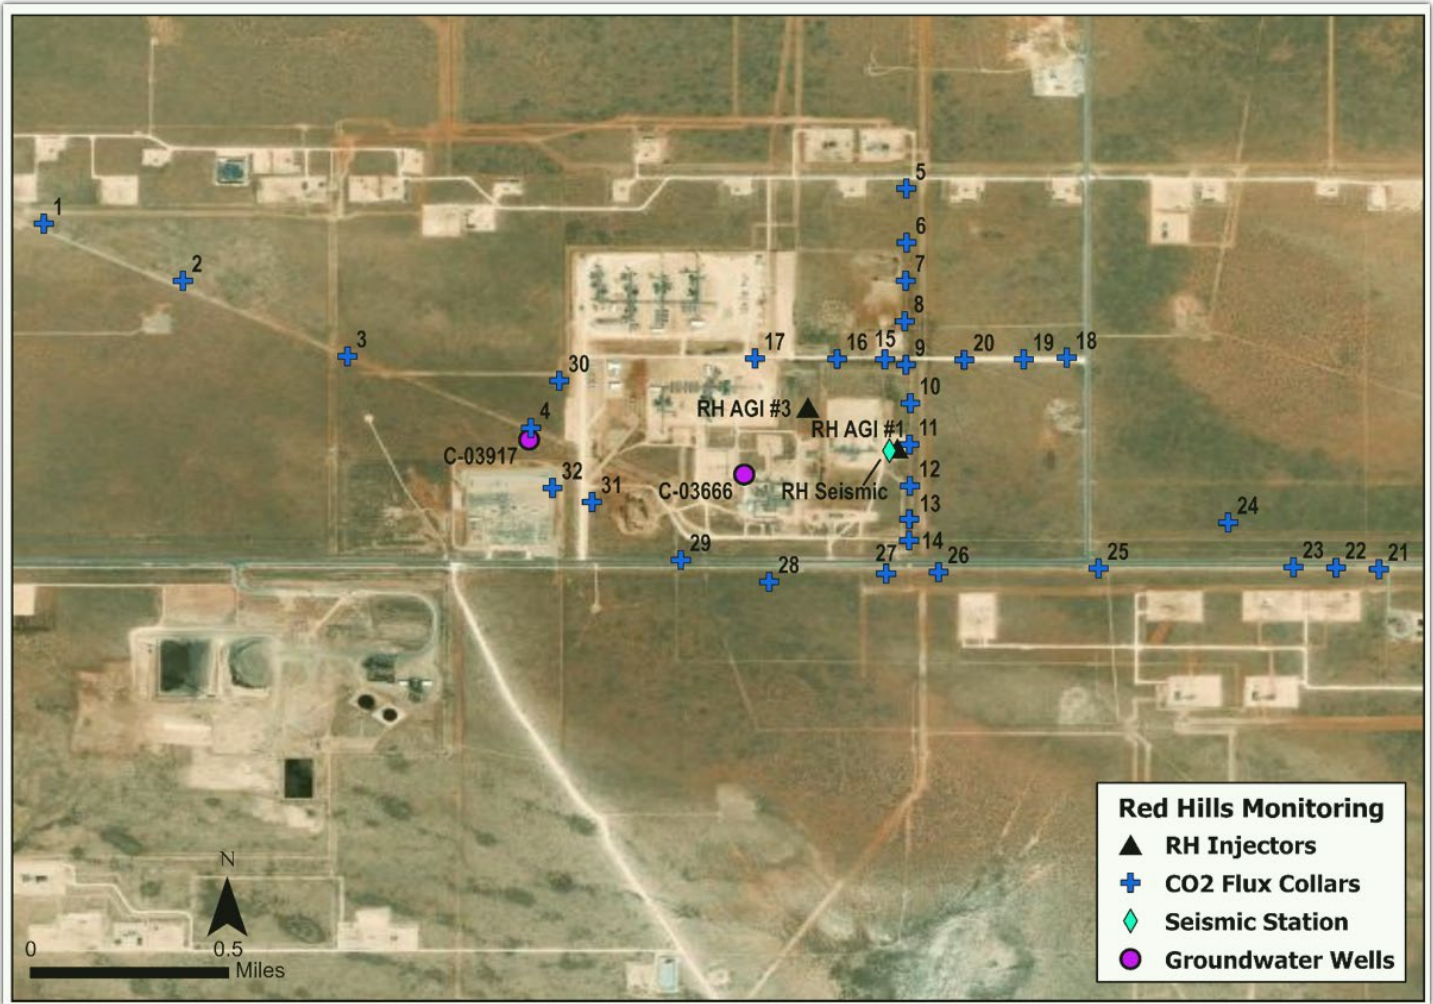 5
1
6
2
7
8
3
17
16
15
9
20
19
18
30
10
4
RH AGI #3
RH AGI #1
11
C-03917
32
31
C-03666
RH Seismic
12
13
24
29
28
27
14
26
25
23
22
21
Red Hills Monitoring
RH Injectors
CO2 Flux Collars
Seismic Station
Groundwater Wells
N
0
0.5
Miles